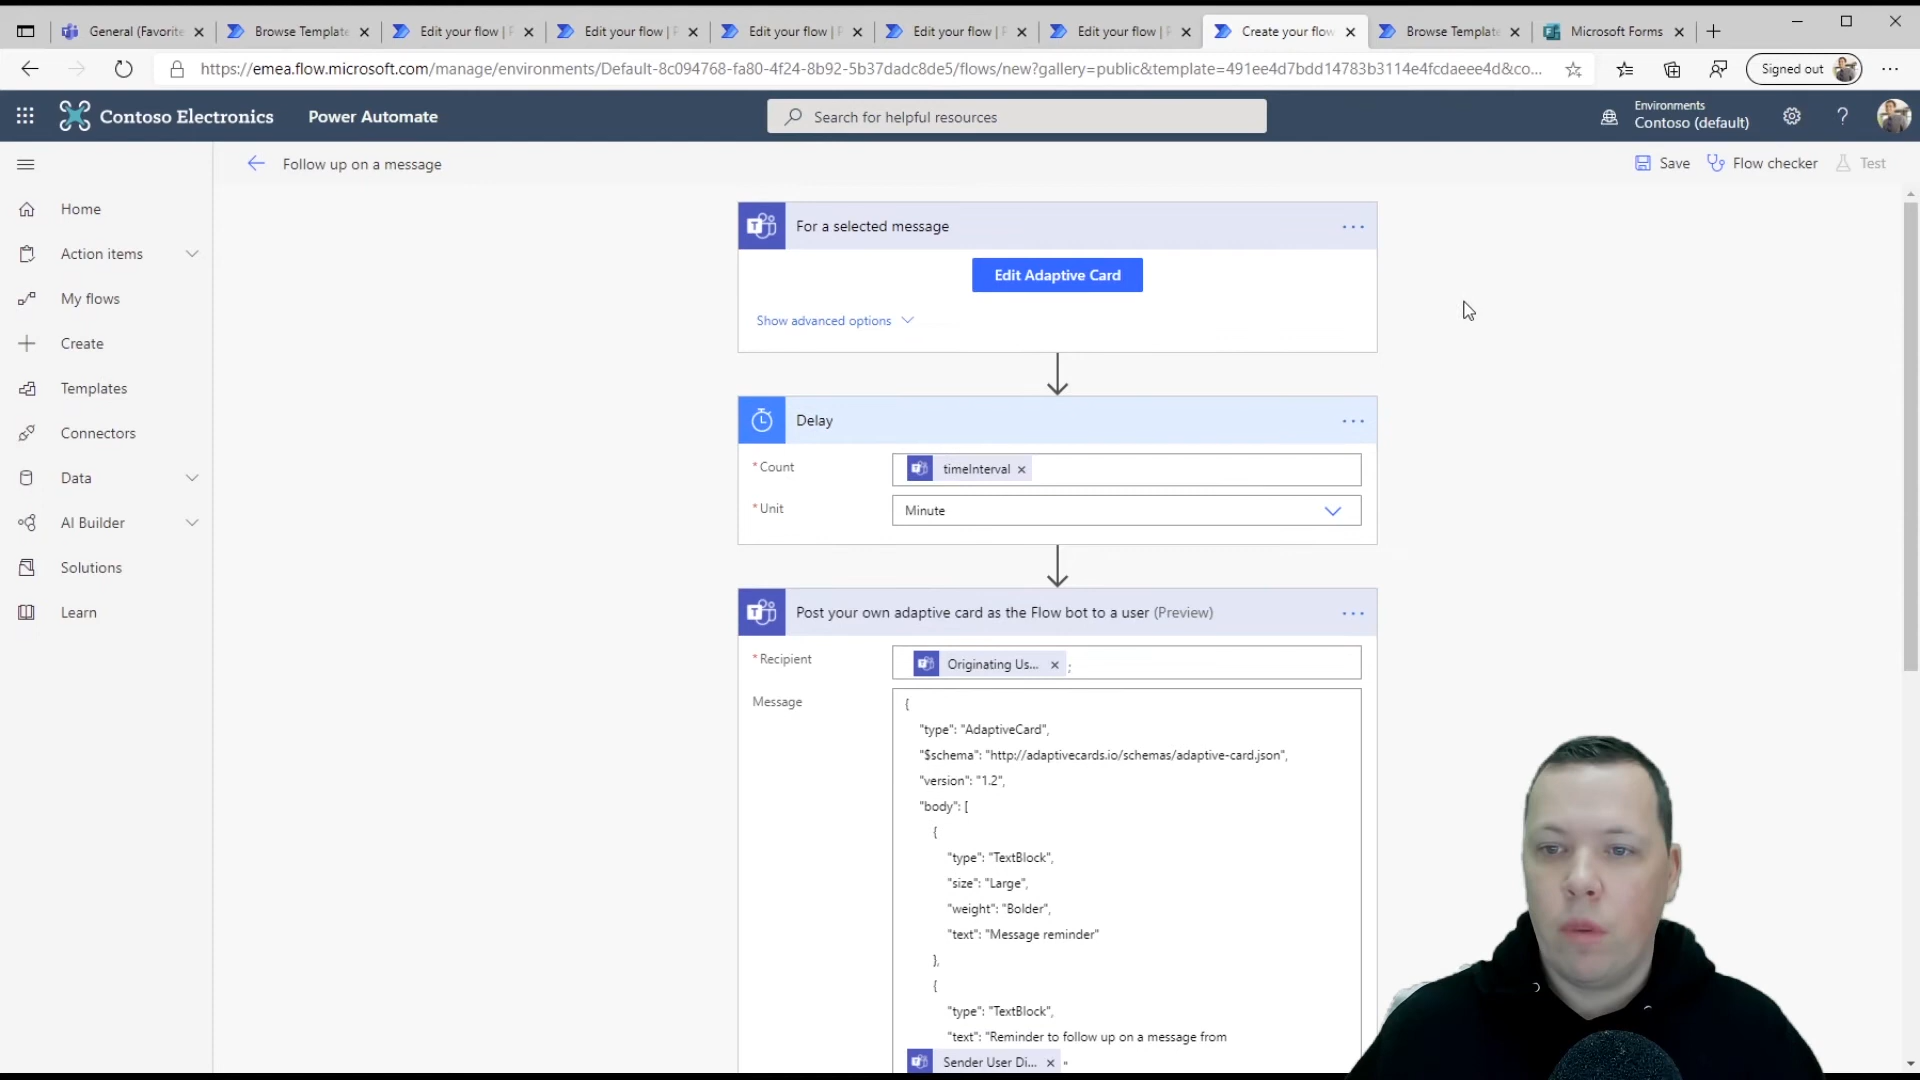 General (Favorite
Browse Template
Edit your flow | P
Edit your flow | P
Edit your flow | P
Edit your flow | P
Edit your flow | P
Create your flow
Browse Template
Microsoft Forms
https://emea.flow.microsoft.com/manage/environments/Default-8c094768-fa80-4f24-8b92-5b37dadc8de5/flows/new?gallery=public&template=491ee4d7bdd14783b3114e4fcdaeee4d&co...
Signed out
Contoso Electronics
Power Automate
Search for helpful resources
Environments
Contoso (default)
Follow up on a message
Save
Flow checker
Test
Home
Action items
My flows
Create
Templates
Connectors
Data
AI Builder
Solutions
Learn
For a selected message
Edit Adaptive Card
Show advanced options
Delay
* Count
timeInterval
* Unit
Minute
Post your own adaptive card as the Flow bot to a user (Preview)
* Recipient
Originating Us... ;
Message
{
"type": "AdaptiveCard",
"$schema": "http://adaptivecards.io/schemas/adaptive-card.json",
"version": "1.2",
"body": [
{
"type": "TextBlock",
"size": "Large",
"weight": "Bolder",
"text": "Message reminder"
},
{
"type": "TextBlock",
"text": "Reminder to follow up on a message from
Sender User Di... "